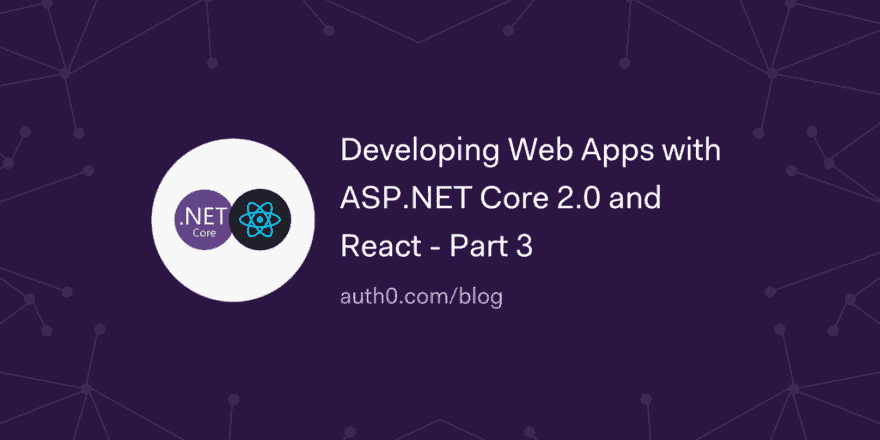 .NET
Core
Developing Web Apps with
ASP.NET Core 2.0 and
React - Part 3
auth0.com/blog